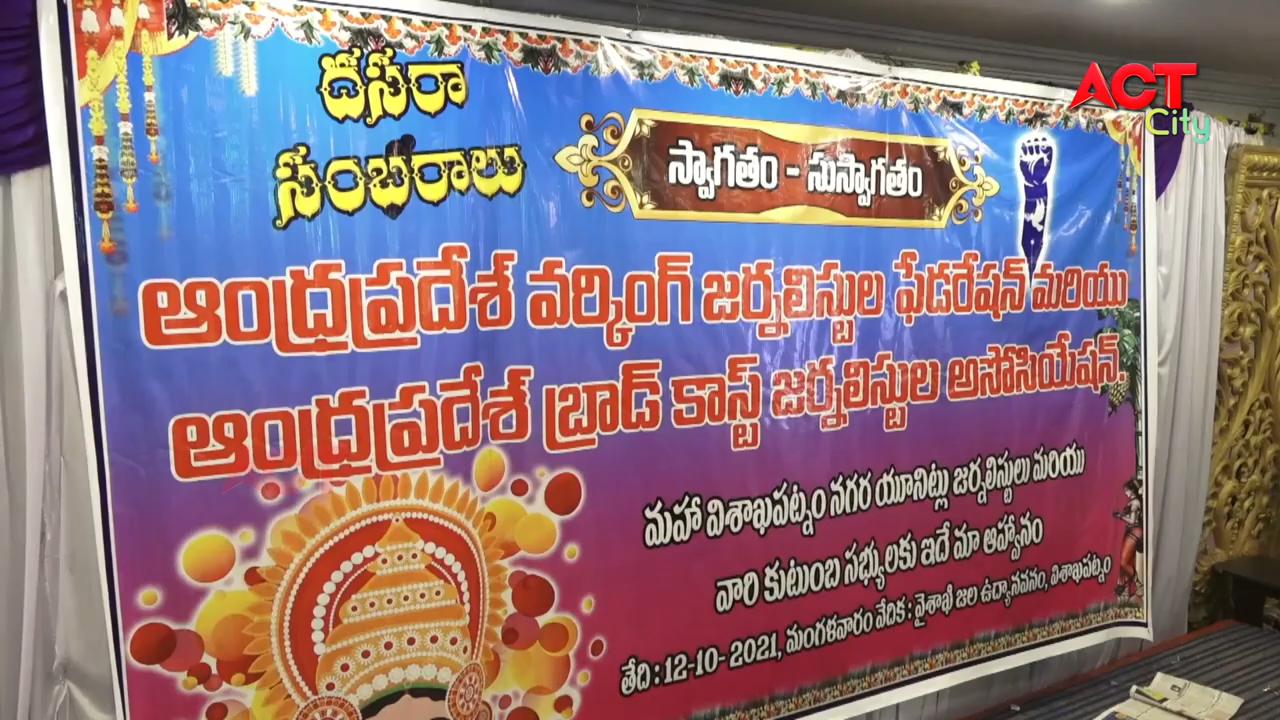 ACT
City
దసరా
సంబరాలు
స్వాగతం - సుస్వాగతం
ఆంధ్రప్రదేశ్ వర్కింగ్ జర్నలిస్టుల ఫేడరేషన్ మరియు
ఆంధ్రప్రదేశ్ బ్రాడ్ కాస్ట్ జర్నలిస్టుల అసోసియేషన్.
మహా విశాఖపట్నం నగర యూనిట్లు జర్నలిస్టులు మరియు
వారి కుటుంబ సభ్యులకు ఇదే మా ఆహ్వానం
తేది : 12-10-2021, మంగళవారం వేదిక : వైశాఖి జల ఉద్యానవనం, విశాఖపట్నం